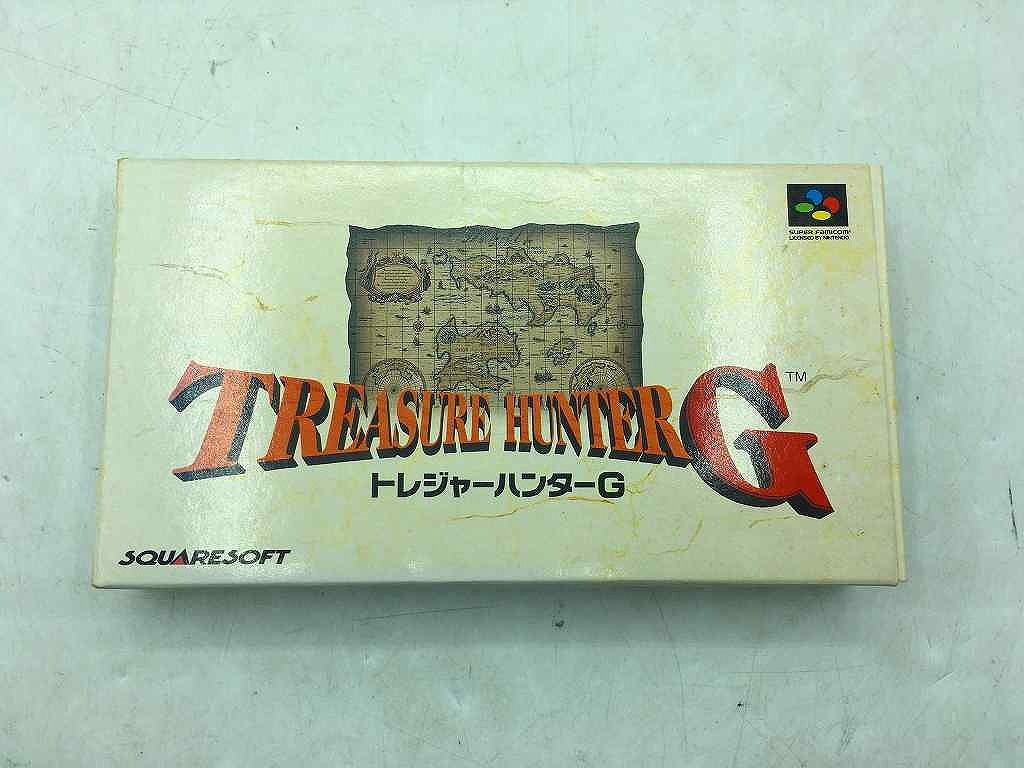 SUPER FAMICOM
LICENSED BY NINTENDO
TREASURE HUNTER G TM
トレジャーハンターG
SQUARESOFT